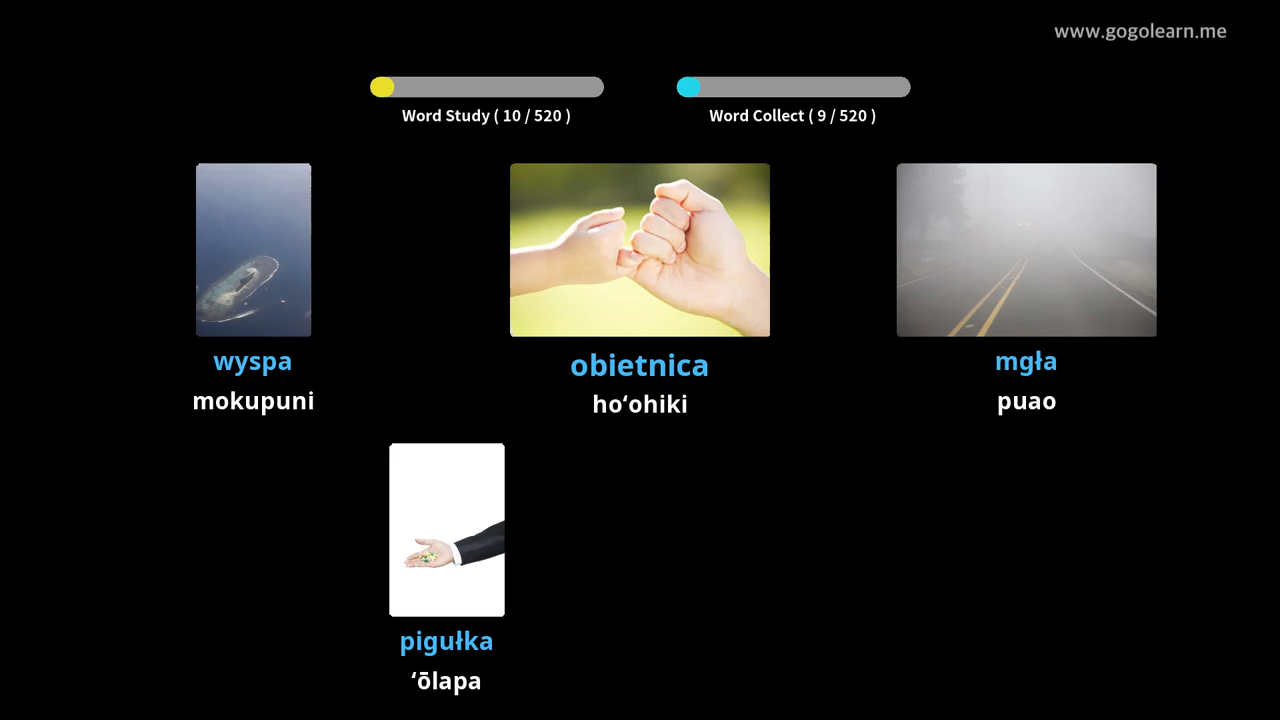 www.gogolearn.me
Word Study ( 10 / 520 )
Word Collect ( 9 / 520 )
wyspa
mokupuni
obietnica
hoʻohiki
mgła
puao
pigułka
ʻōlapa